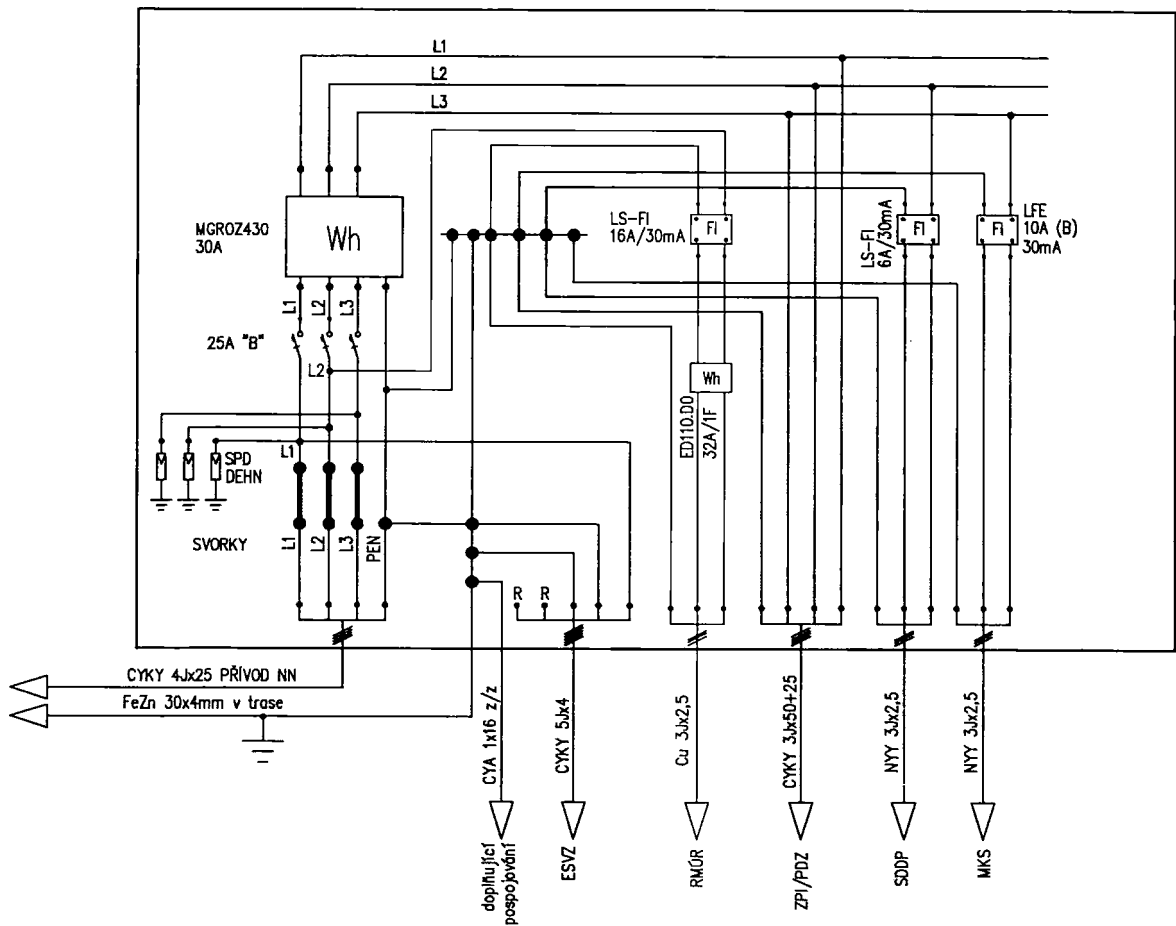 L1
L2
L3
MGROZ430
30A
Wh
LS-FI
16A/30mA
FI
LS-FI
6A/30mA
FI
LFE
10A (B)
30mA
FI
L1
L2
L3
25A "B"
L2
Wh
ED110.D0
32A/1F
L1
SPD
DEHN
SVORKY
L1
L2
L3
PEN
R
R
CYKY 4Jx25 PŘÍVOD NN
FeZn 30x4mm v trase
CYA 1x16 z/z
CYKY 5Jx4
Cu 3Jx2,5
CYKY 3Jx50+25
NYY 3Jx2,5
NYY 3Jx2,5
doplňující
pospojování
ESVZ
RMÚR
ZPI/PDZ
SDDP
MKS